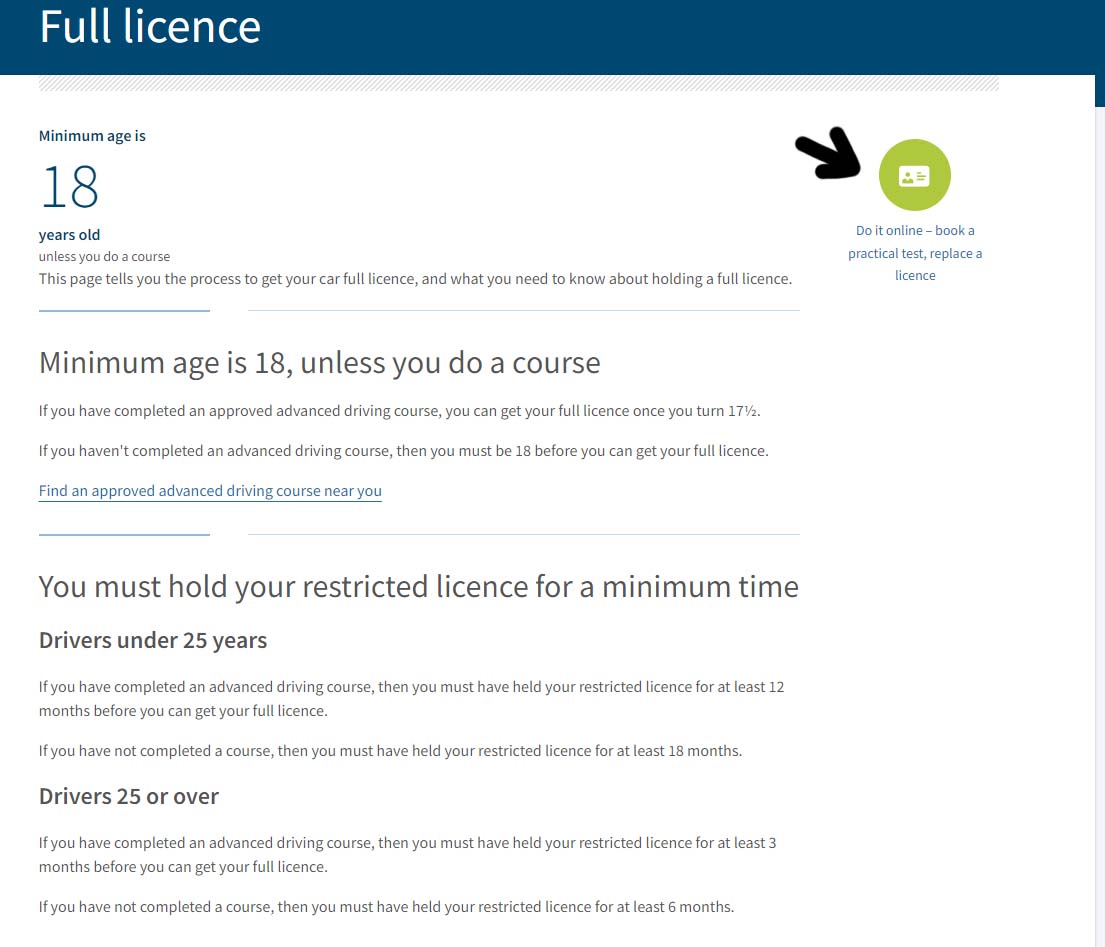 Full licence
Minimum age is
18
years old
unless you do a course
This page tells you the process to get your car full licence, and what you need to know about holding a full licence.
Do it online – book a
practical test, replace a
licence
Minimum age is 18, unless you do a course
If you have completed an approved advanced driving course, you can get your full licence once you turn 17½.
If you haven't completed an advanced driving course, then you must be 18 before you can get your full licence.
Find an approved advanced driving course near you
You must hold your restricted licence for a minimum time
Drivers under 25 years
If you have completed an advanced driving course, then you must have held your restricted licence for at least 12
months before you can get your full licence.
If you have not completed a course, then you must have held your restricted licence for at least 18 months.
Drivers 25 or over
If you have completed an advanced driving course, then you must have held your restricted licence for at least 3
months before you can get your full licence.
If you have not completed a course, then you must have held your restricted licence for at least 6 months.